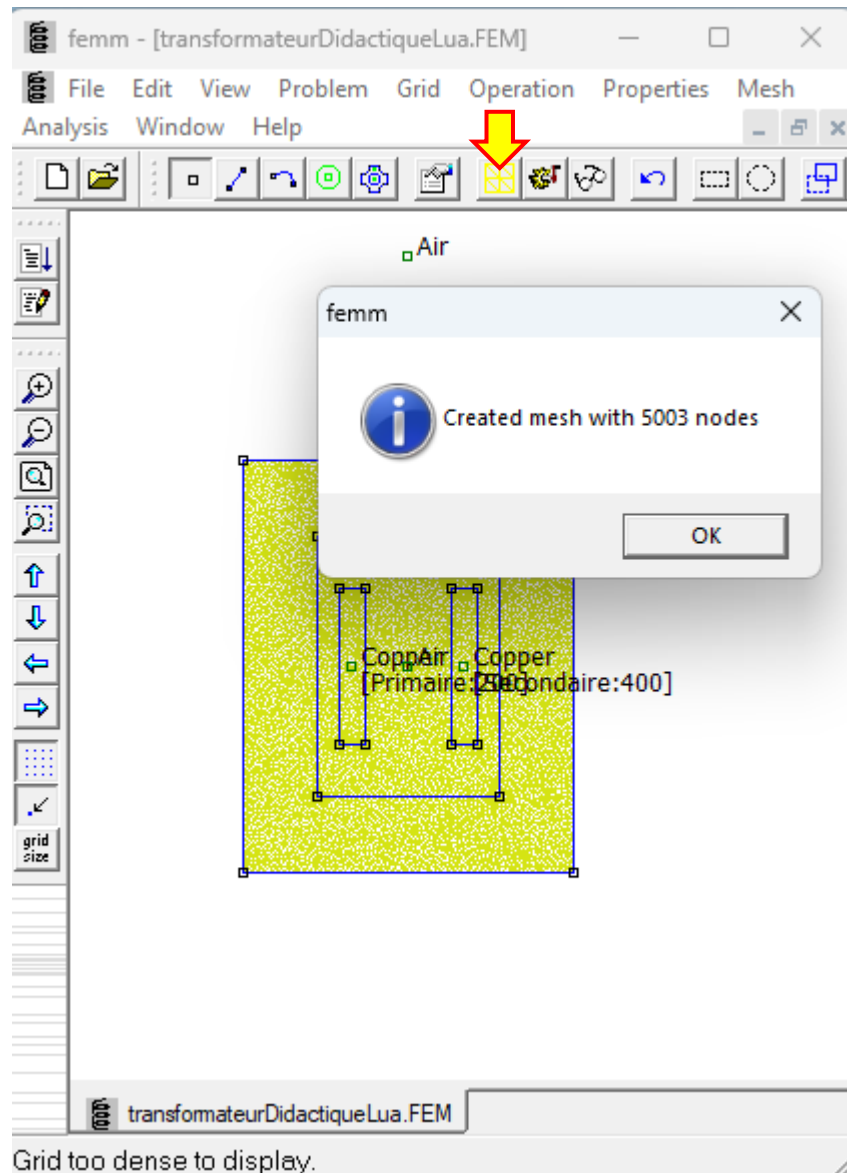 femm - [transformateurDidactiqueLua.FEM]
File Edit View Problem Grid Operation Properties Mesh
Analysis Window Help
Air
femm
Created mesh with 5003 nodes
OK
Copper Air Copper
[Primaire:200] [Secondaire:400]
grid
size
transformateurDidactiqueLua.FEM
Grid too dense to display.